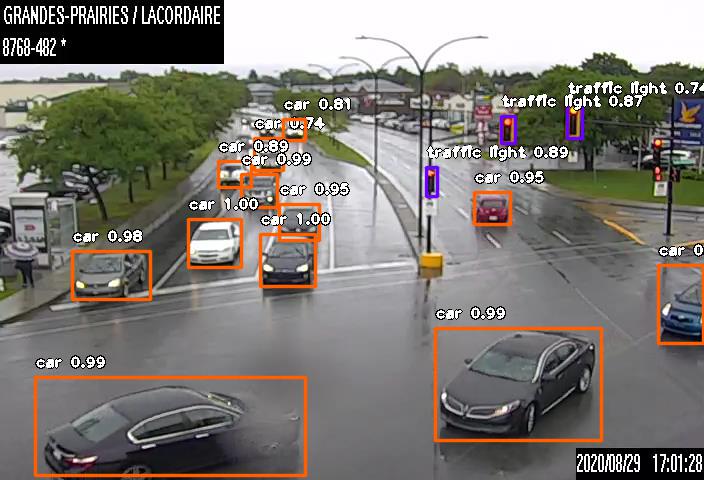 GRANDES-PRAIRIES / LACORDAIRE
8768-482 *
traffic light 0.74
traffic light 0.87
car 0.81
car 0.74
car 0.89
car 0.99
traffic light 0.89
car 0.95
car 0.95
car 1.00
car 1.00
car 0.98
car 0
car 0.99
car 0.99
2020/08/29 17:01:28